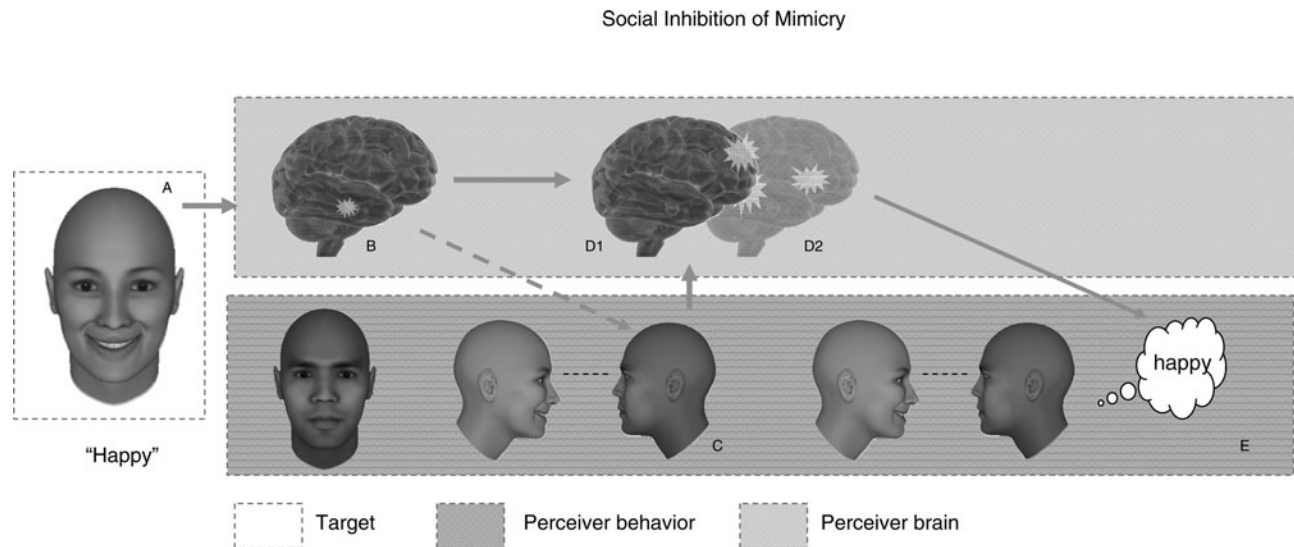 Social Inhibition of Mimicry
A
B
D1
D2
happy
C
E
“Happy”
Target
Perceiver behavior
Perceiver brain